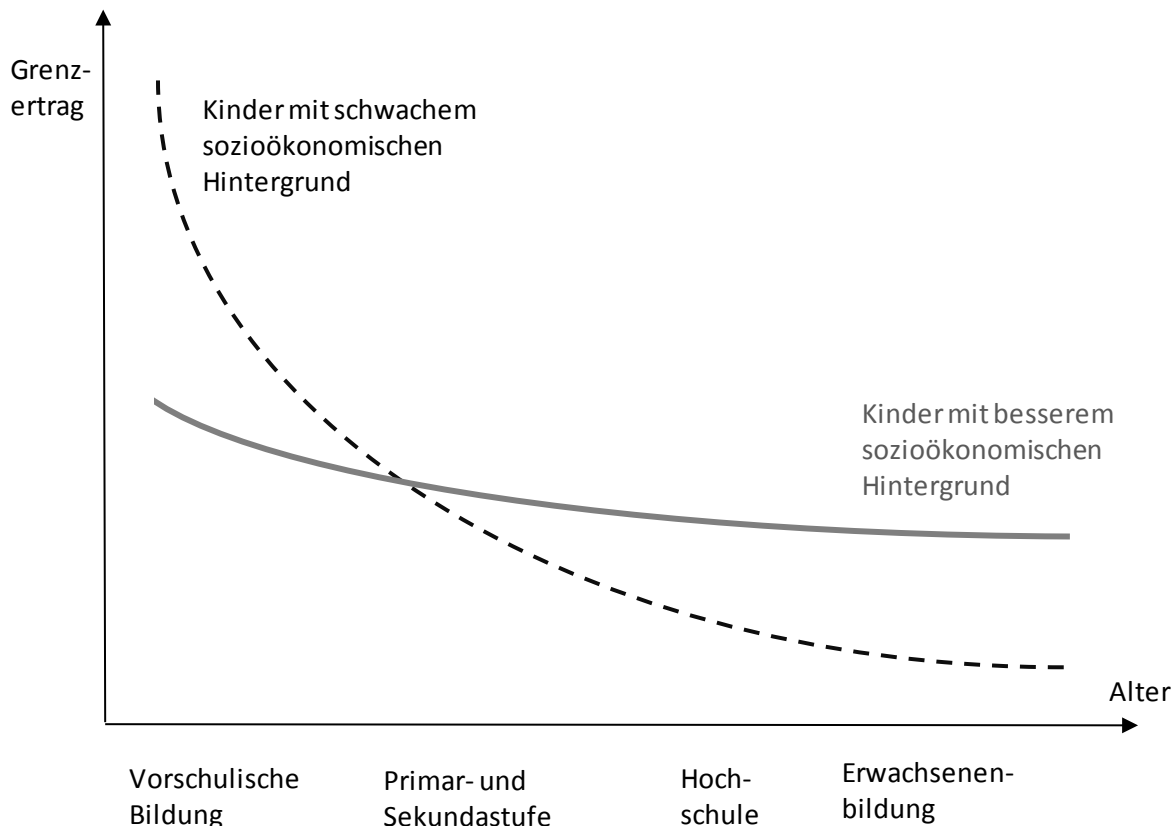 Grenz-
ertrag
Kinder mit schwachem
sozioökonomischen
Hintergrund
Kinder mit besserem
sozioökonomischen
Hintergrund
Alter
Vorschulische
Bildung
Primar- und
Sekundastufe
Hoch-
schule
Erwachsenen-
bildung